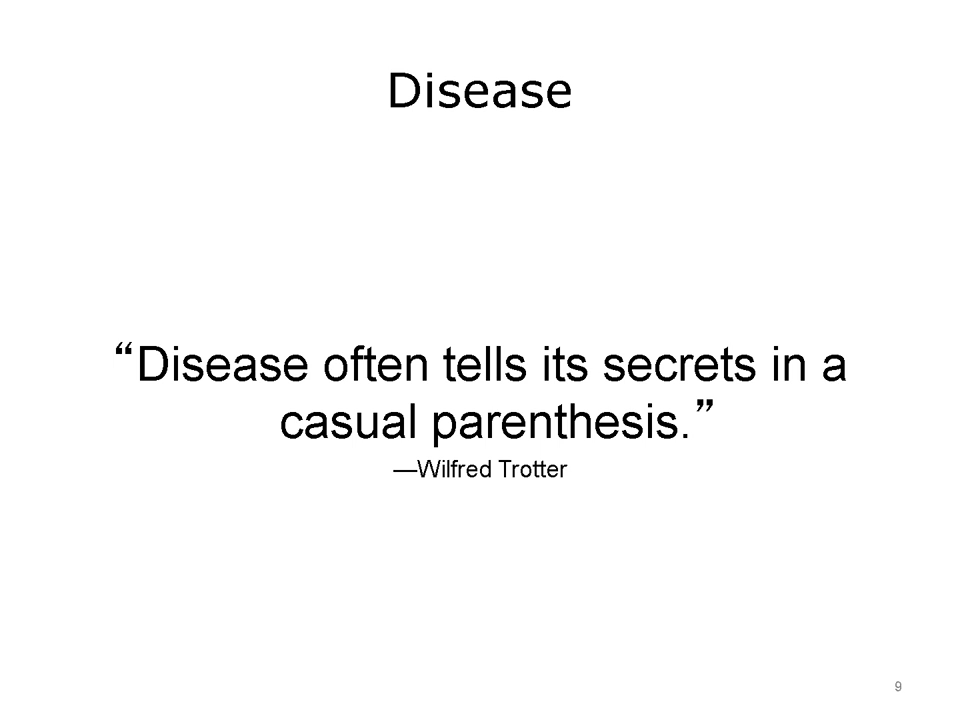 Disease
“Disease often tells its secrets in a
casual parenthesis.”
—Wilfred Trotter
9